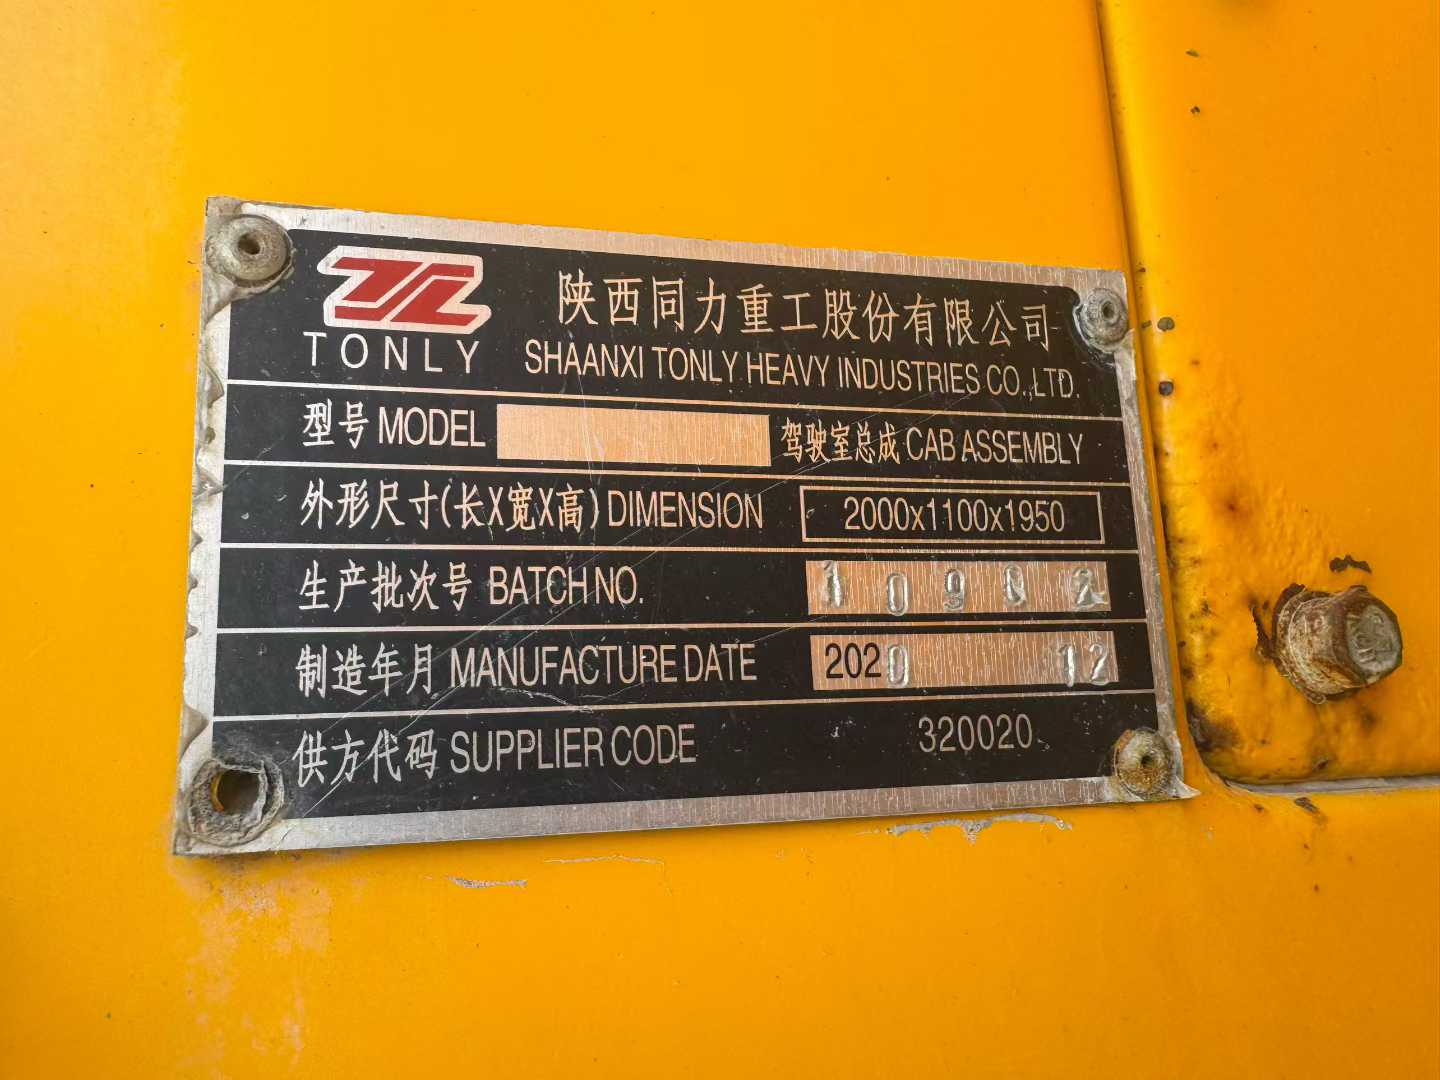 TONLY
陕西同力重工股份有限公司
SHAANXI TONLY HEAVY INDUSTRIES CO.,LTD.
型号 MODEL 驾驶室总成 CAB ASSEMBLY
外形尺寸(长X宽X高) DIMENSION 2000x1100x1950
生产批次号 BATCH NO.
制造年月 MANUFACTURE DATE 2020 12
供方代码 SUPPLIER CODE 320020